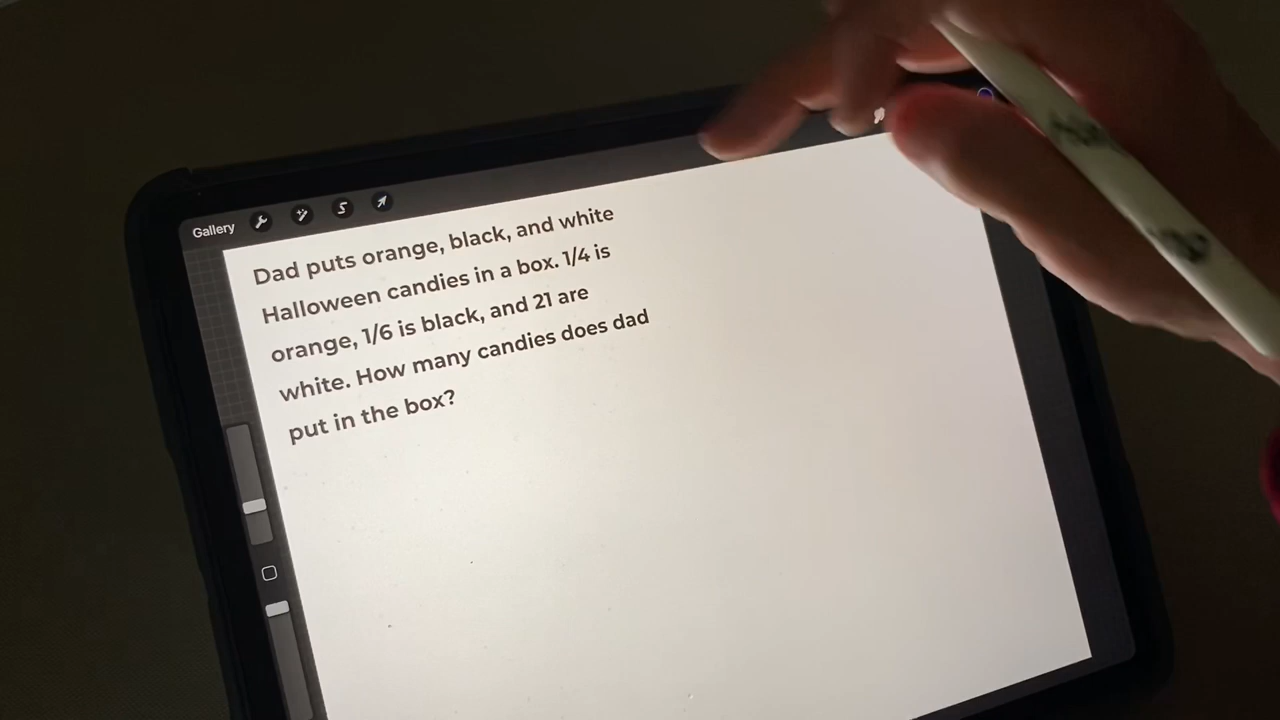 Gallery
Dad puts orange, black, and white
Halloween candies in a box. 1/4 is
orange, 1/6 is black, and 21 are
white. How many candies does dad
put in the box?